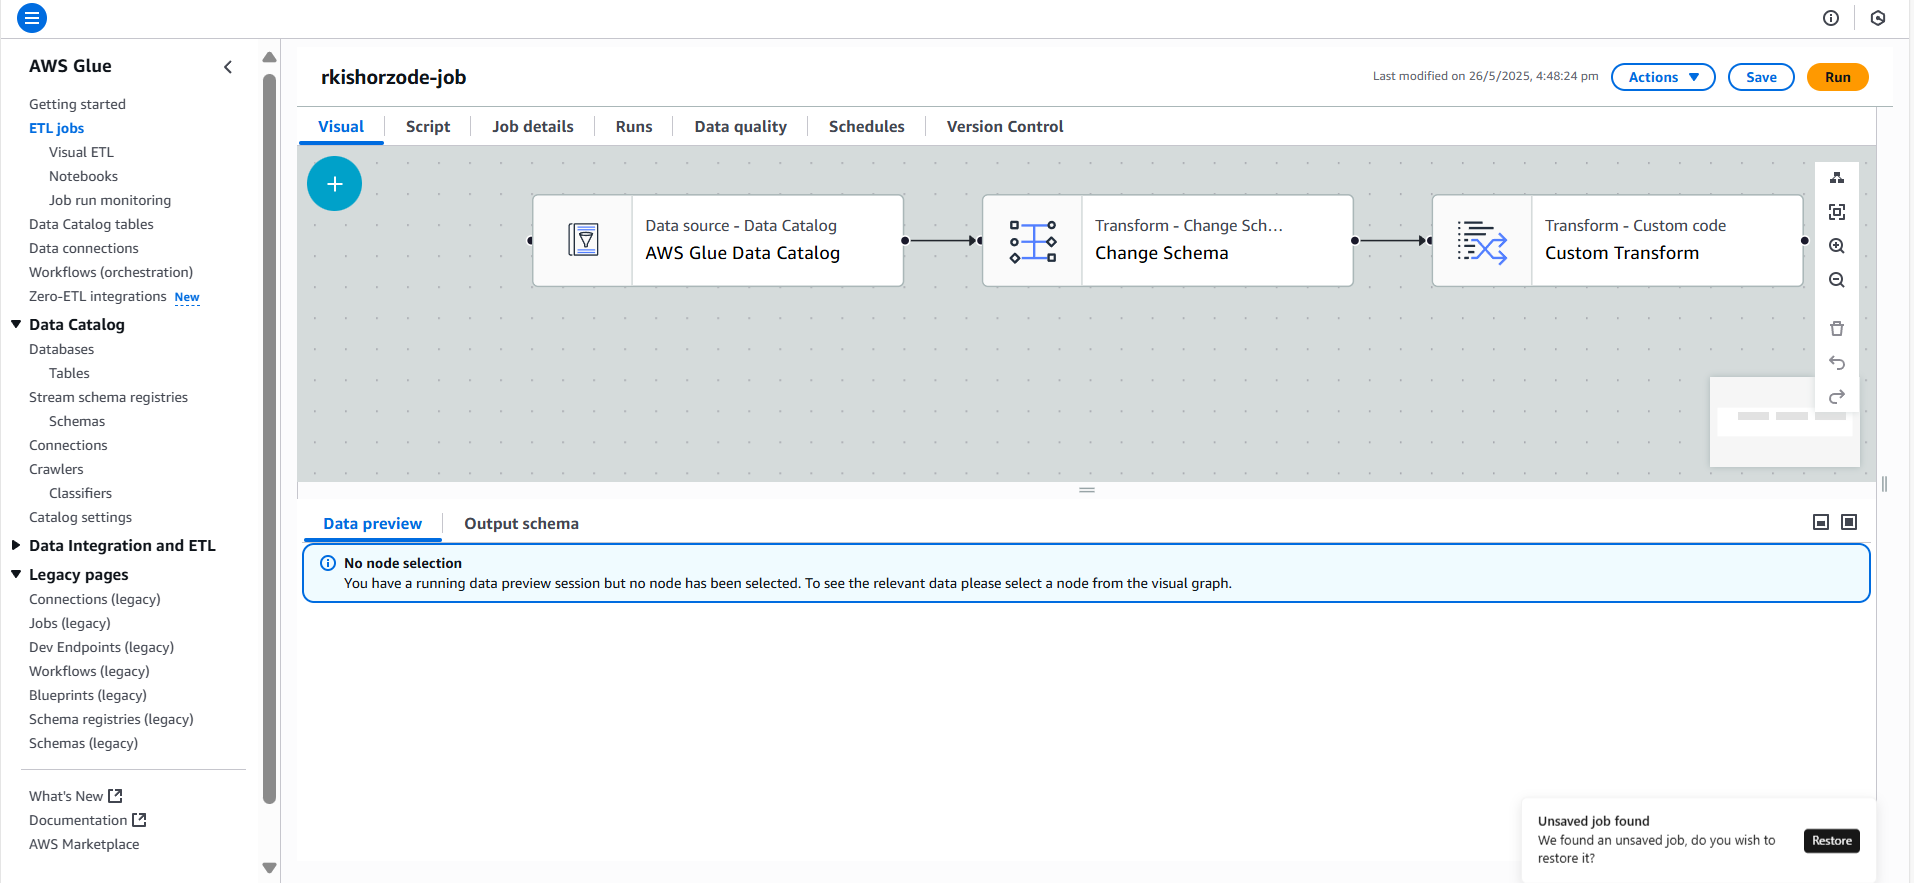 AWS Glue
Getting started
ETL jobs
Visual ETL
Notebooks
Job run monitoring
Data Catalog tables
Data connections
Workflows (orchestration)
Zero-ETL integrations New
Data Catalog
Databases
Tables
Stream schema registries
Schemas
Connections
Crawlers
Classifiers
Catalog settings
Data Integration and ETL
Legacy pages
Connections (legacy)
Jobs (legacy)
Dev Endpoints (legacy)
Workflows (legacy)
Blueprints (legacy)
Schema registries (legacy)
Schemas (legacy)
What's New
Documentation
AWS Marketplace
rkishorzode-job
Last modified on 26/5/2025, 4:48:24 pm
Actions
Save
Run
Visual
Script
Job details
Runs
Data quality
Schedules
Version Control
Data source - Data Catalog
AWS Glue Data Catalog
Transform - Change Sch...
Change Schema
Transform - Custom code
Custom Transform
Data preview
Output schema
No node selection
You have a running data preview session but no node has been selected. To see the relevant data please select a node from the visual graph.
Unsaved job found
We found an unsaved job, do you wish to
restore it?
Restore